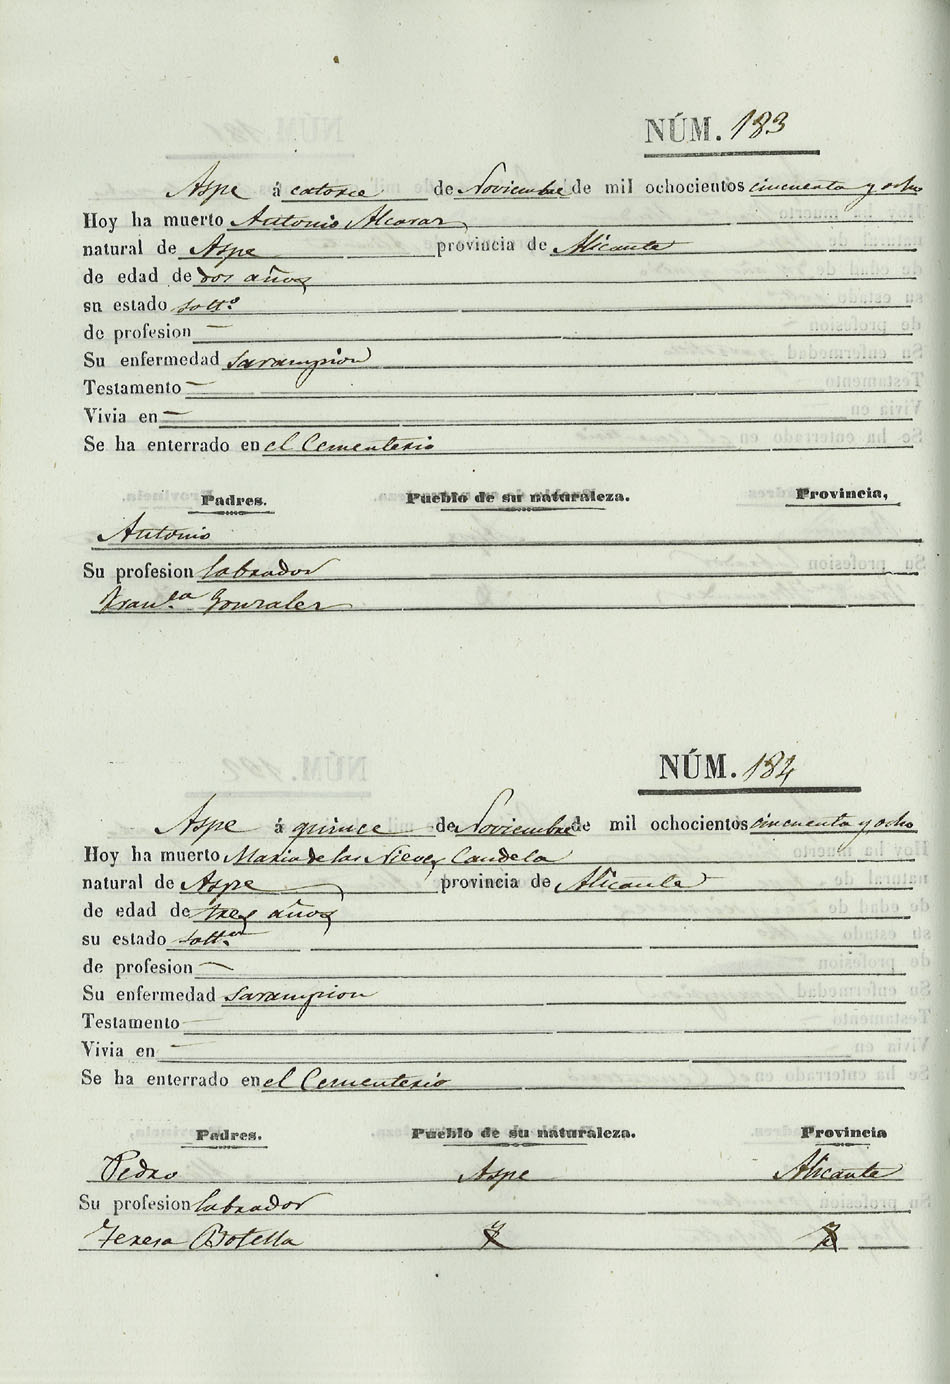 NÚM. 183
Aspe á catorce de Noviembre de mil ochocientos cincuenta y ocho
Hoy ha muerto Antonio Alcaraz
natural de Aspe provincia de Alicante
de edad de dos años
sn estado soltº
de profesion —
Su enfermedad sarampion
Testamento —
Vivia en —
Se ha enterrado en el Cementerio
Padres. Pueblo de su naturaleza. Provincia,
Antonio
Su profesion labrador
Franca Gonzalez
NÚM. 184
Aspe á quince de Noviembre de mil ochocientos cincuenta y ocho
Hoy ha muerto Maria de las Nieves Candela
natural de Aspe provincia de Alicante
de edad de tres años
su estado soltª
de profesion —
Su enfermedad sarampion
Testamento —
Vivia en —
Se ha enterrado en el Cementerio
Padres. Pueblo de su naturaleza. Provincia
Pedro Aspe Alicante
Su profesion labrador
Teresa Botella